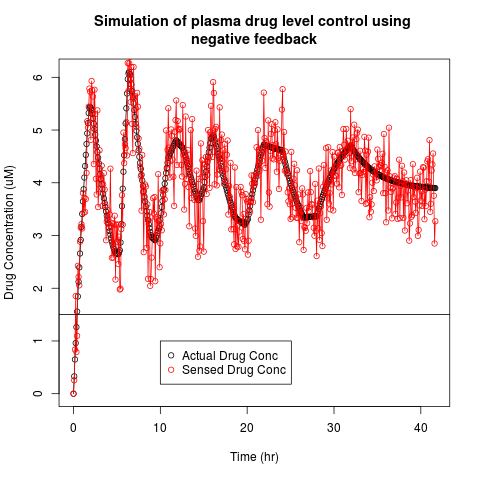 Simulation of plasma drug level control using
negative feedback
Drug Concentration (uM)
6
5
4
3
2
1
0
Actual Drug Conc
Sensed Drug Conc
0 10 20 30 40
Time (hr)